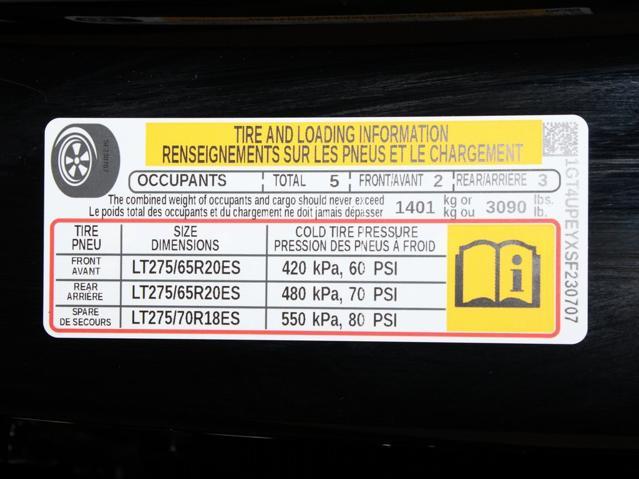 TIRE AND LOADING INFORMATION
RENSEIGNEMENTS SUR LES PNEUS ET LE CHARGEMENT
OCCUPANTS TOTAL 5 FRONT/AVANT 2 REAR/ARRIÈRE 3
The combined weight of occupants and cargo should never exceed 1401 kg or 3090 lbs.
Le poids total des occupants et du chargement ne doit jamais dépasser 1401 kg ou 3090 lb.
TIRE PNEU SIZE DIMENSIONS COLD TIRE PRESSURE PRESSION DES PNEUS À FROID
FRONT AVANT LT275/65R20ES 420 kPa, 60 PSI
REAR ARRIÈRE LT275/65R20ES 480 kPa, 70 PSI
SPARE DE SECOURS LT275/70R18ES 550 kPa, 80 PSI
1GT4UPEYXSF230707